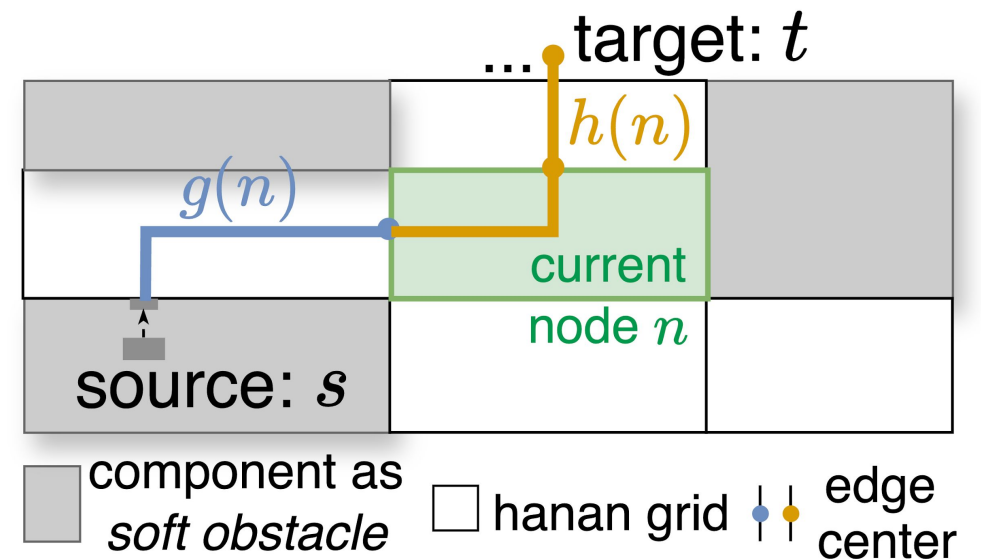 ... target: t
h(n)
g(n)
current
node n
source: s
component as
soft obstacle
hanan grid
edge
center